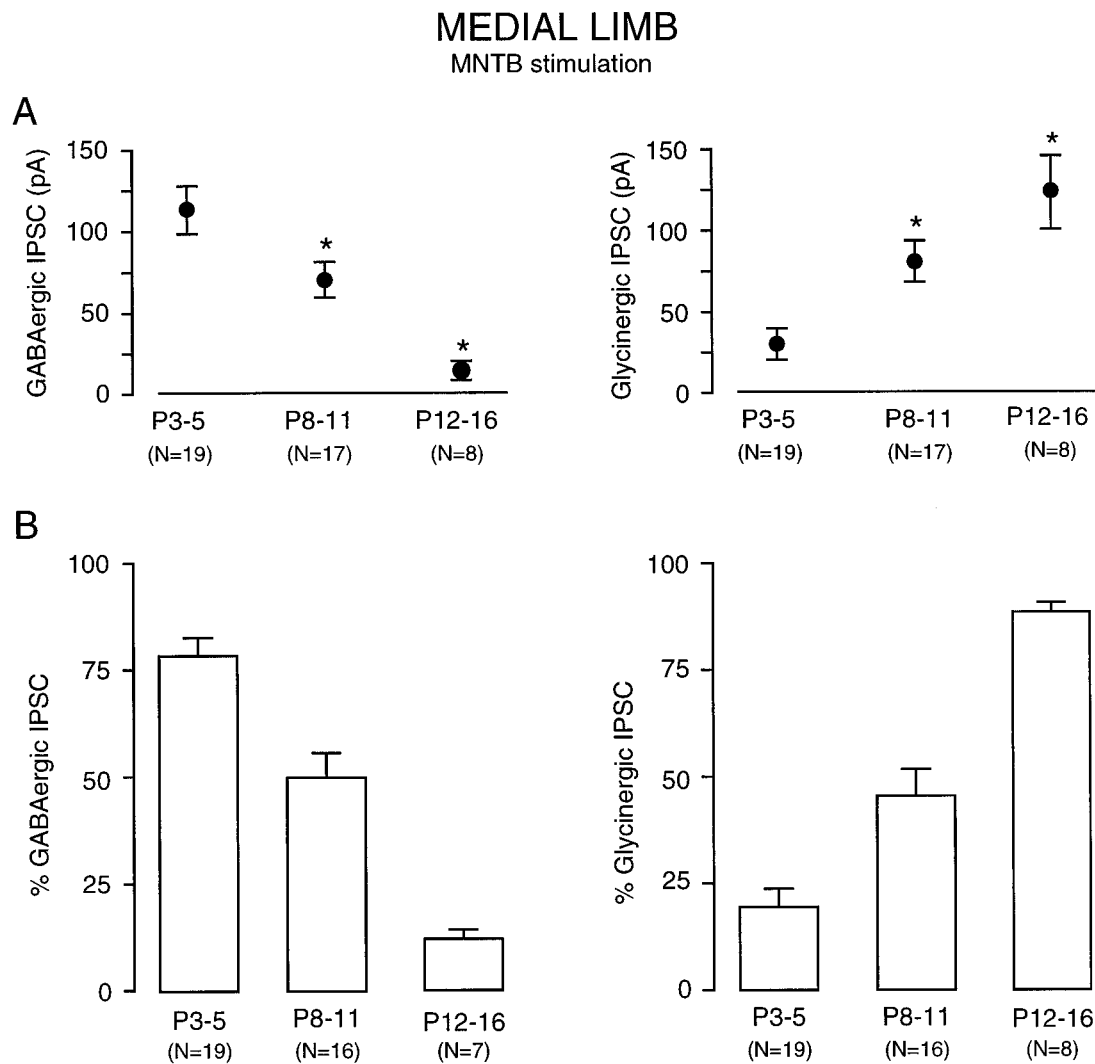 MEDIAL LIMB
MNTB stimulation
A
GABAergic IPSC (pA)
150
100
50
0
*
*
P3-5
P8-11
P12-16
(N=19)
(N=17)
(N=8)
Glycinergic IPSC (pA)
150
100
50
0
*
*
P3-5
P8-11
P12-16
(N=19)
(N=17)
(N=8)
B
% GABAergic IPSC
100
75
50
25
0
P3-5
P8-11
P12-16
(N=19)
(N=16)
(N=7)
% Glycinergic IPSC
100
75
50
25
0
P3-5
P8-11
P12-16
(N=19)
(N=16)
(N=8)